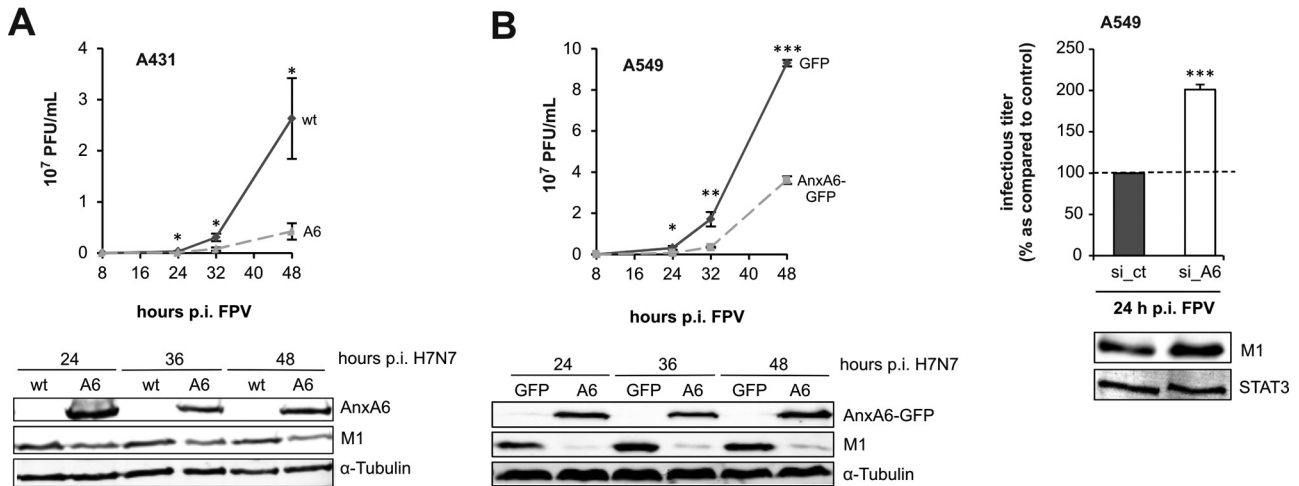 A
A431
10⁷ PFU/mL
4
3
2
1
0
*
*
*
wt
A6
8 16 24 32 40 48
hours p.i. FPV
24 36 48 hours p.i. H7N7
wt A6 wt A6 wt A6
AnxA6
M1
α-Tubulin
B
A549
10⁷ PFU/mL
10
8
6
4
2
0
*
**
***
GFP
AnxA6-
GFP
8 16 24 32 40 48
hours p.i. FPV
24 36 48 hours p.i. H7N7
GFP A6 GFP A6 GFP A6
AnxA6-GFP
M1
α-Tubulin
A549
infectious titer
(% as compared to control)
250
200
150
100
50
0
***
si_ct si_A6
24 h p.i. FPV
M1
STAT3